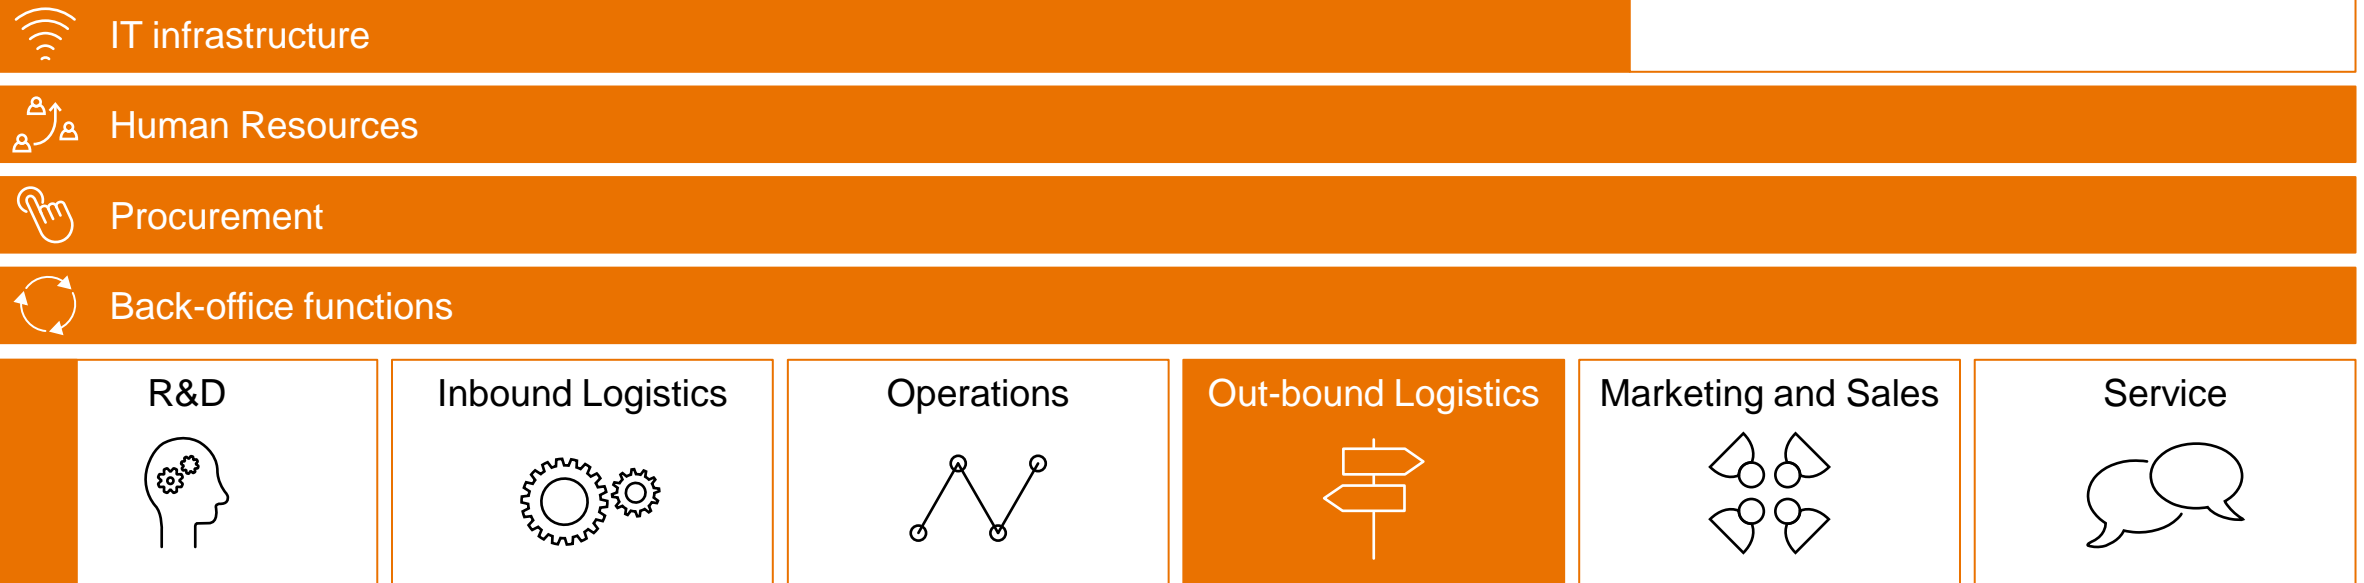 IT infrastructure
Human Resources
Procurement
Back-office functions
R&D
Inbound Logistics
Operations
Out-bound Logistics
Marketing and Sales
Service